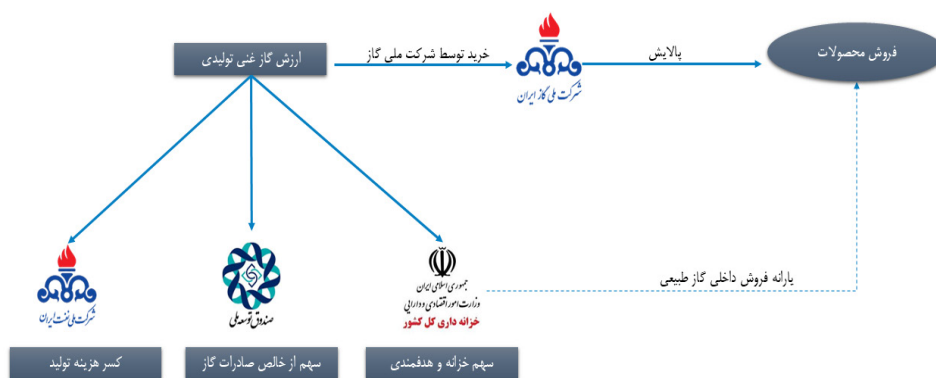 ارزش گاز غنی تولیدی
خرید توسط شرکت ملی گاز
شرکت ملی گاز ایران
پالایش
فروش محصولات
یارانه فروش داخلی گاز طبیعی
جمهوری اسلامی ایران
وزارت امور اقتصادی و دارایی
خزانه داری کل کشور
صندوق توسعه ملی
شرکت ملی نفت ایران
سهم خزانه و هدفمندی
سهم از خالص صادرات گاز
کسر هزینه تولید